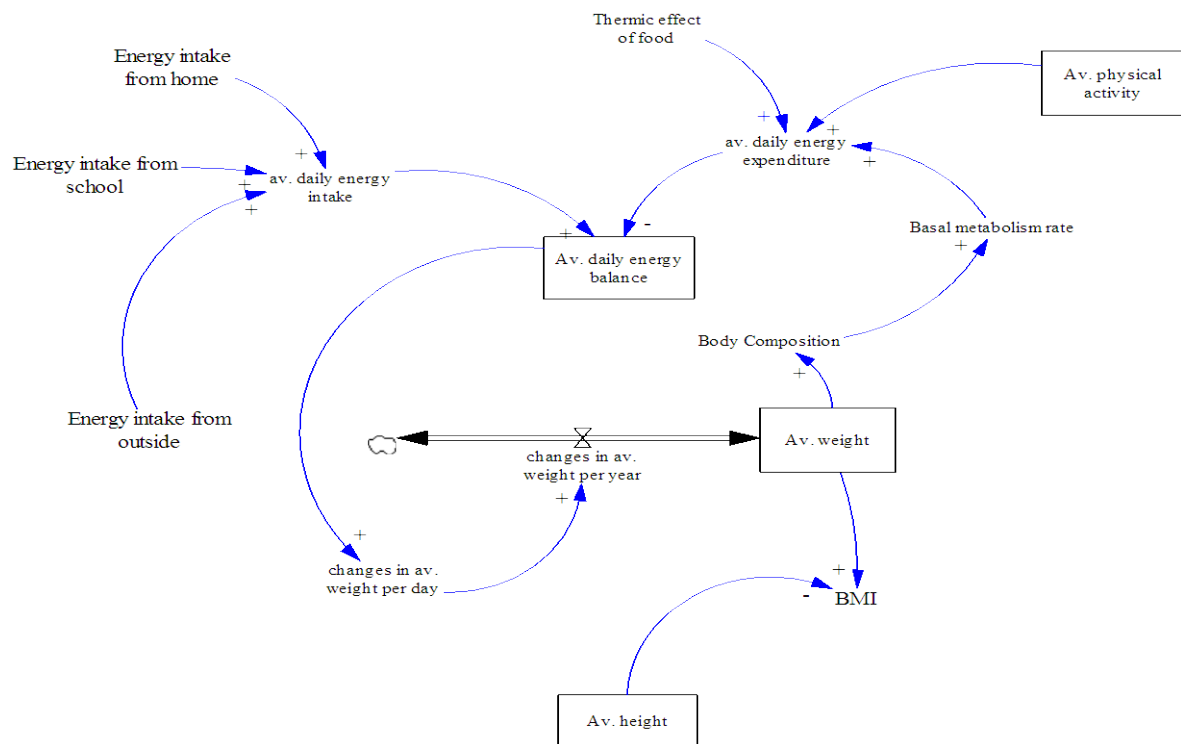 Thermic effect
of food
Energy intake
from home
Av. physical
activity
+
+
av. daily energy
expenditure
+
+
Energy intake from
school
+
+
av. daily energy
intake
+
-
Basal metabolism rate
+
+
Av. daily energy
balance
Body Composition
+
Energy intake from
outside
Av. weight
changes in av.
weight per year
+
+
changes in av.
weight per day
+
-
BMI
Av. height